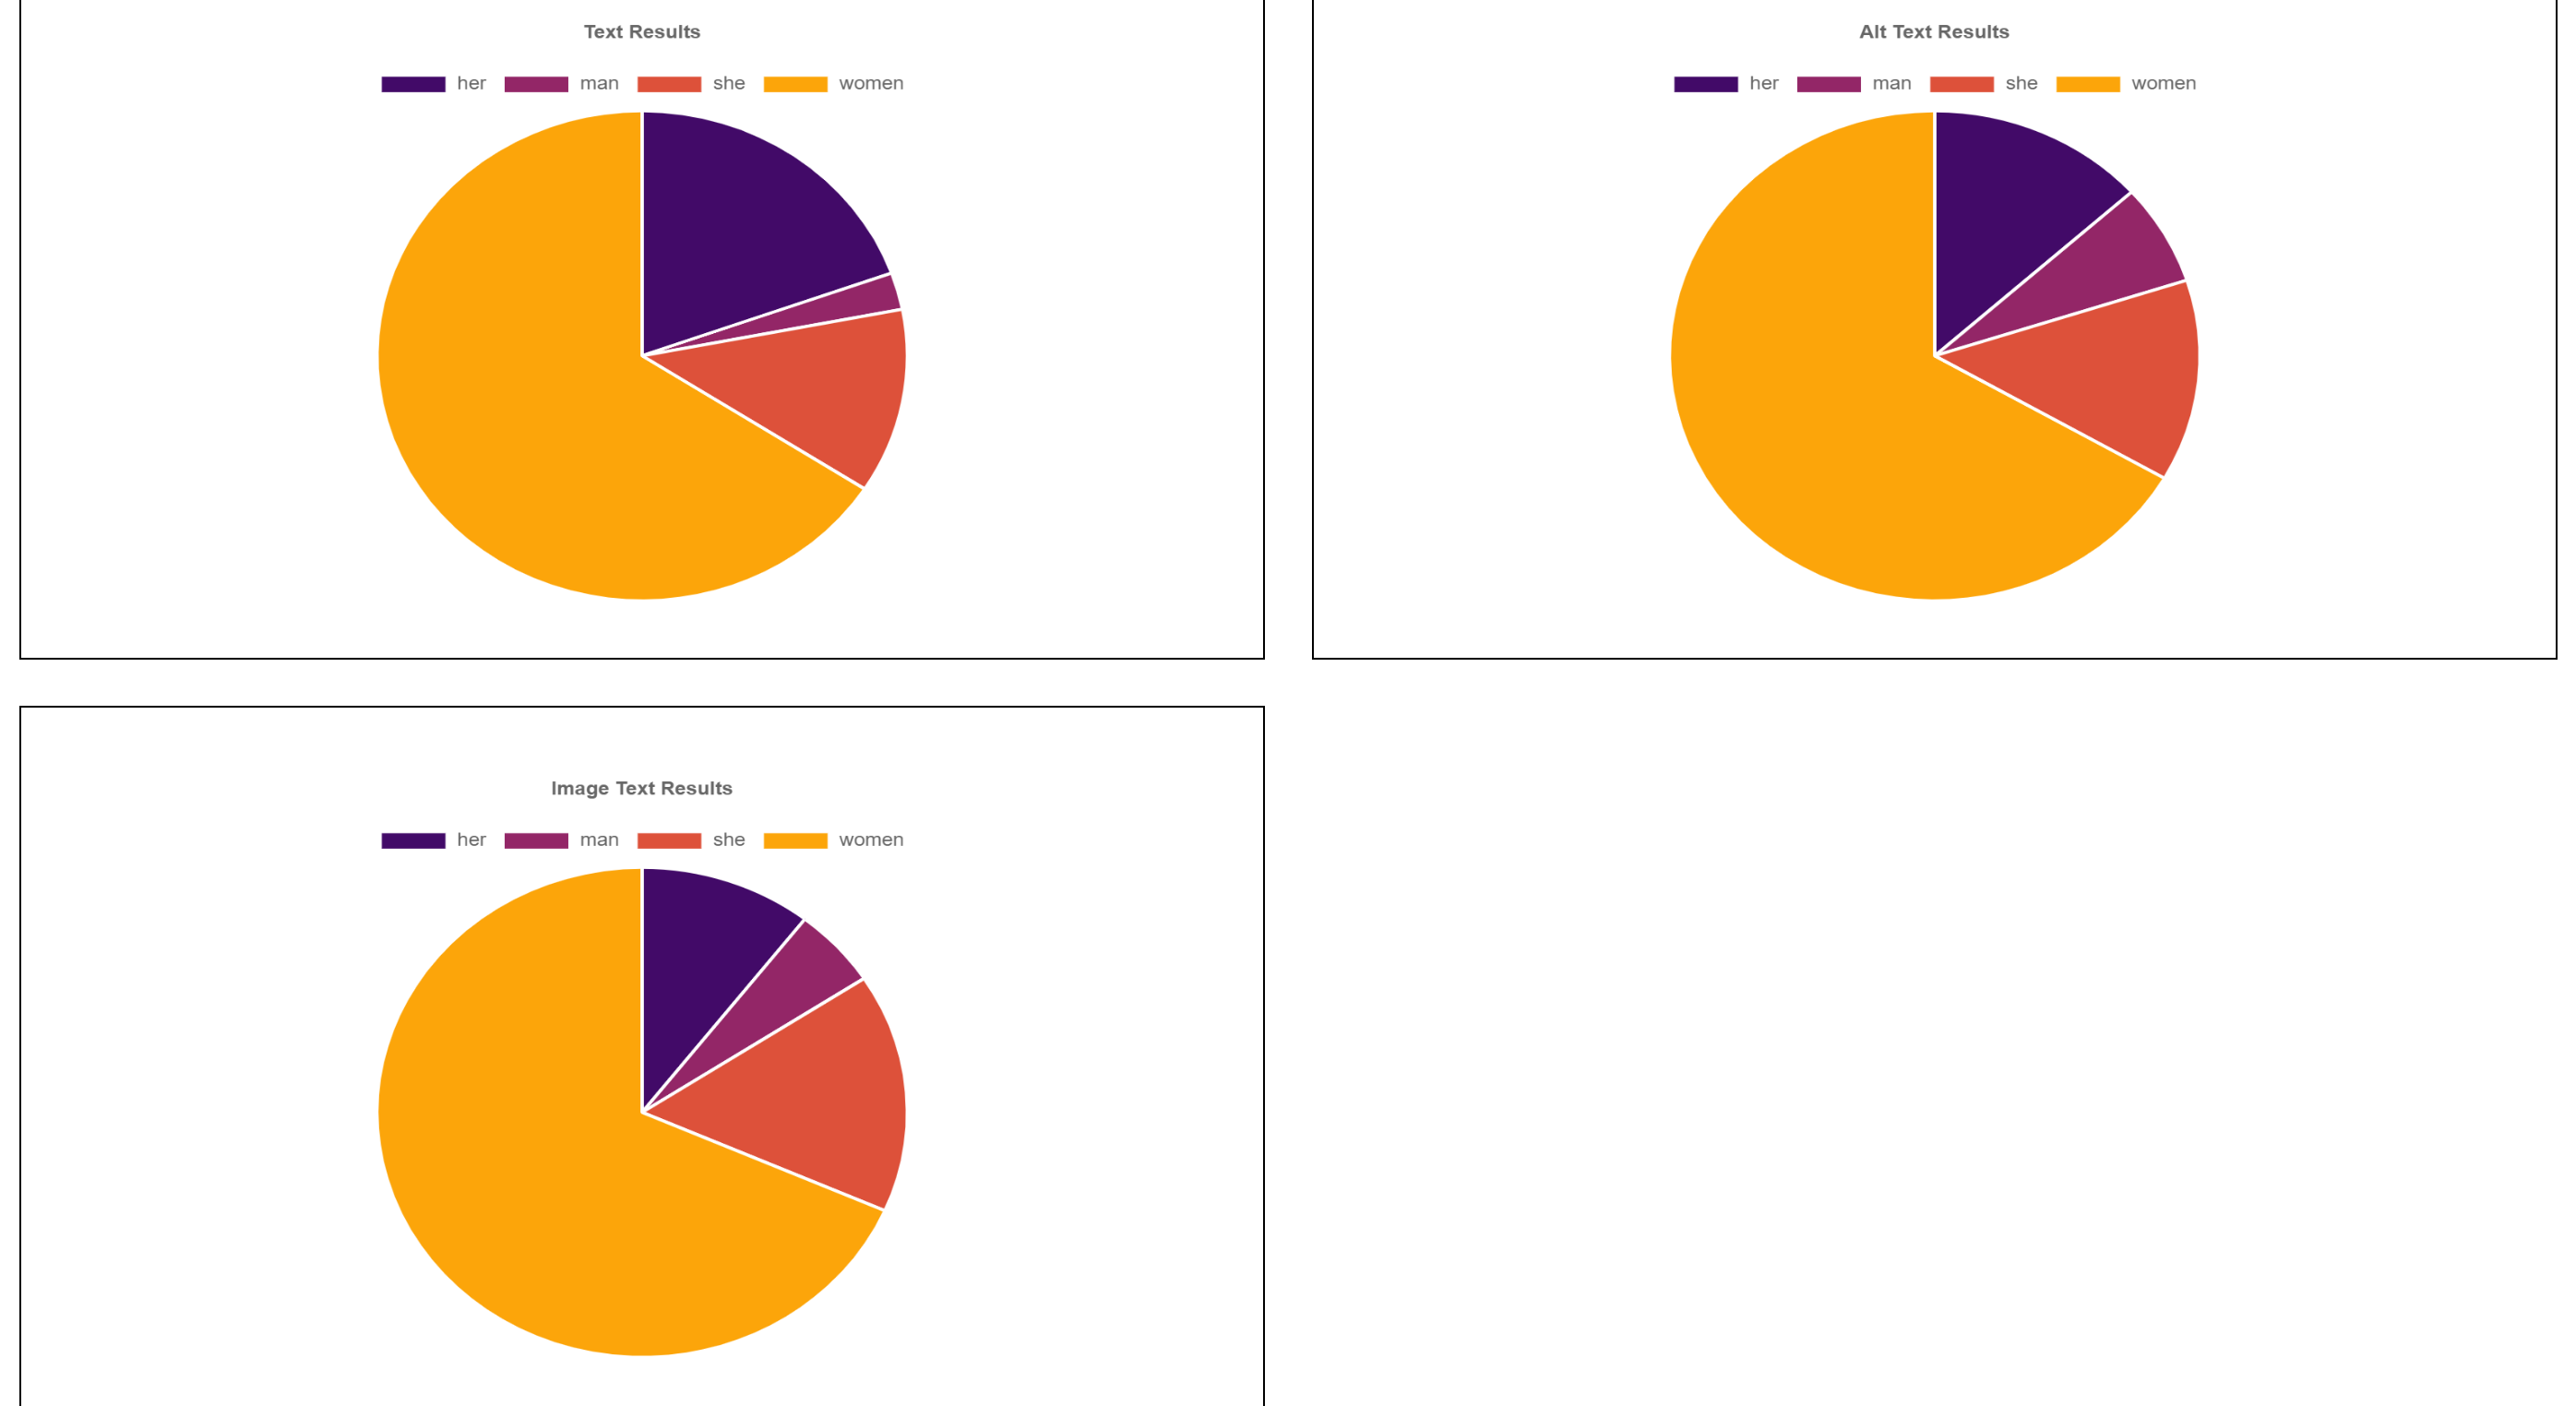 Text Results
her man she women
Alt Text Results
her man she women
Image Text Results
her man she women